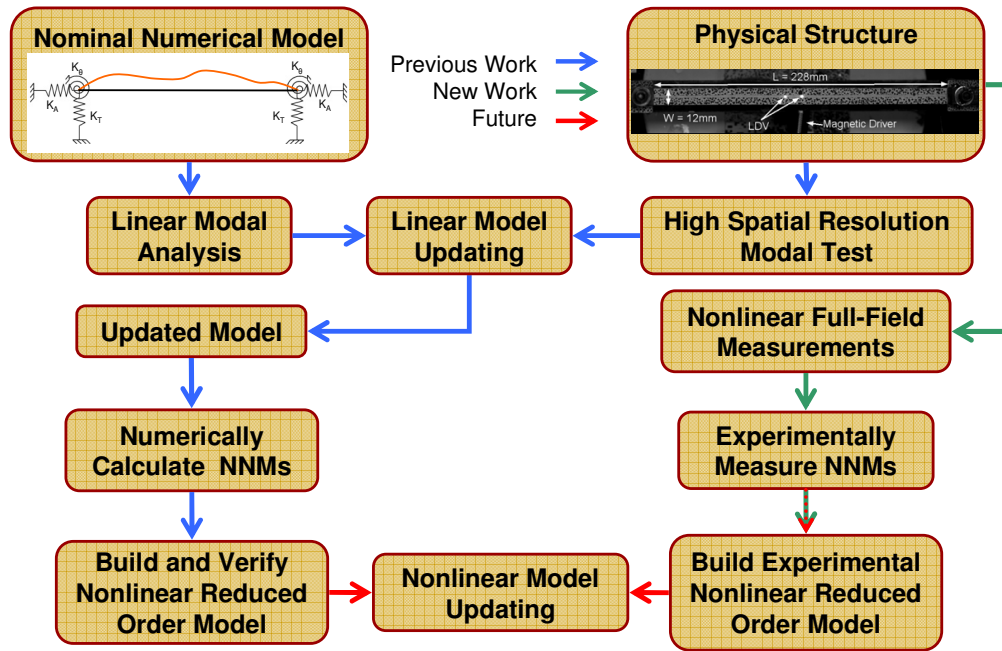 Nominal Numerical Model
Kθ
Kθ
KA
KT
KT
KA
Previous Work
New Work
Future
Physical Structure
L = 228mm
W = 12mm
LDV
Magnetic Driver
Linear Modal
Analysis
Linear Model
Updating
High Spatial Resolution
Modal Test
Updated Model
Nonlinear Full-Field
Measurements
Numerically
Calculate NNMs
Experimentally
Measure NNMs
Build and Verify
Nonlinear Reduced
Order Model
Nonlinear Model
Updating
Build Experimental
Nonlinear Reduced
Order Model